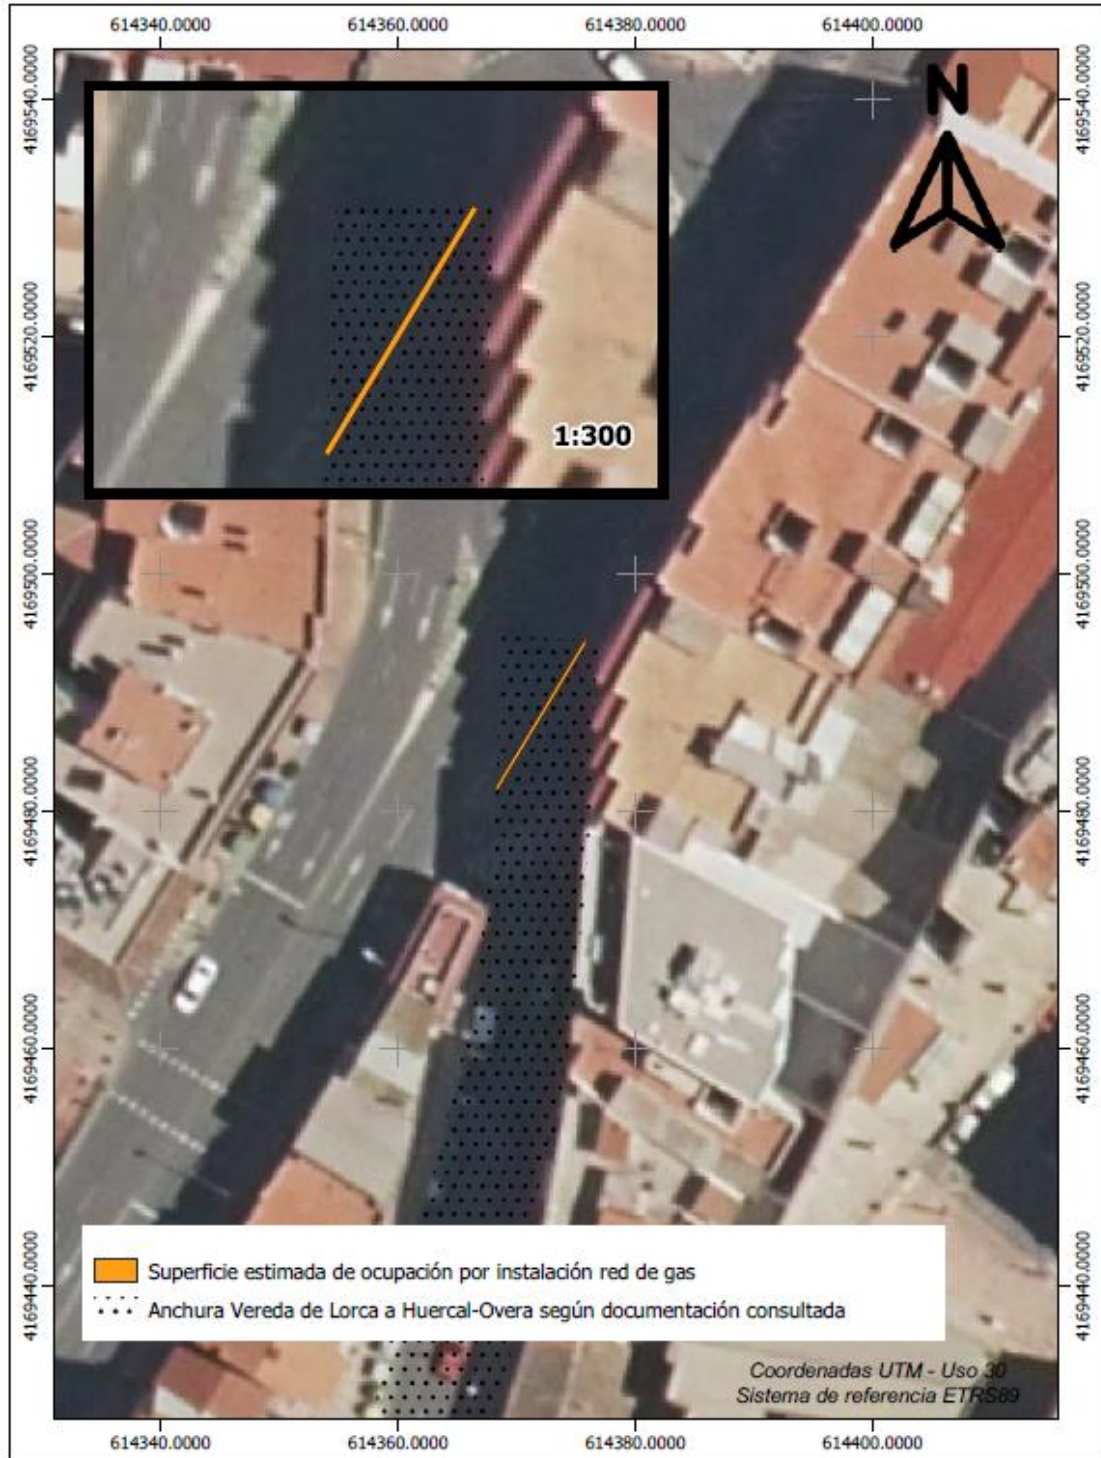 614340.0000 614360.0000 614380.0000 614400.0000
4169540.0000 4169540.0000
N
4169520.0000 4169520.0000
1:300
4169500.0000 4169500.0000
4169480.0000 4169480.0000
4169460.0000 4169460.0000
4169440.0000 4169440.0000
Superficie estimada de ocupación por instalación red de gas
Anchura Vereda de Lorca a Huercal-Overa según documentación consultada
Coordenadas UTM - Uso 30
Sistema de referencia ETRS89
614340.0000 614360.0000 614380.0000 614400.0000